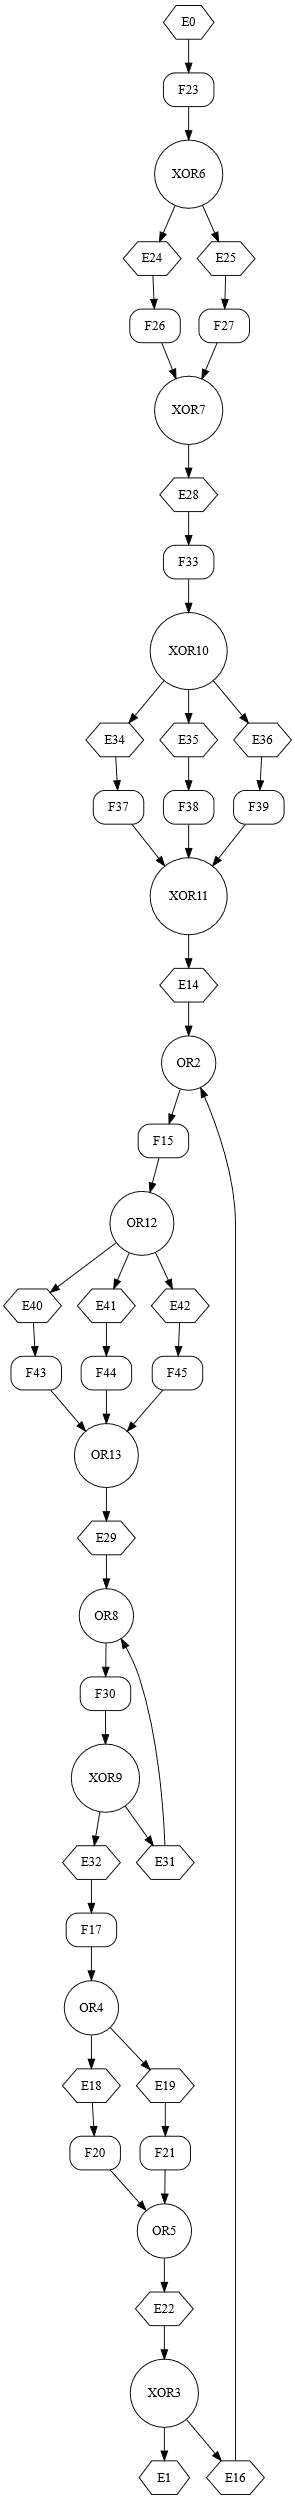 E0
F23
XOR6
E24 E25
F26 F27
XOR7
E28
F33
XOR10
E34 E35 E36
F37 F38 F39
XOR11
E14
OR2
F15
OR12
E40 E41 E42
F43 F44 F45
OR13
E29
OR8
F30
XOR9
E32 E31
F17
OR4
E18 E19
F20 F21
OR5
E22
XOR3
E1 E16